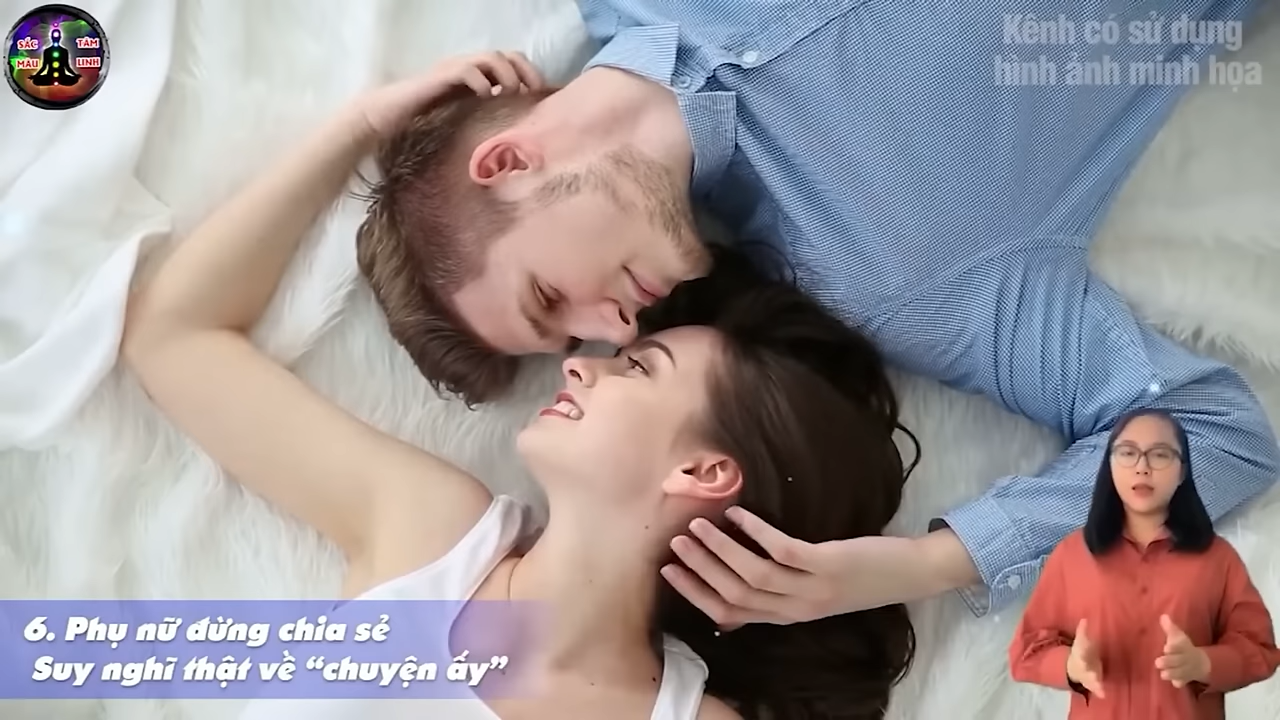 SẮC TÂM
MÀU LINH
Kênh có sử dụng
hình ảnh minh họa
6. Phụ nữ đừng chia sẻ
Suy nghĩ thật về “chuyện ấy”